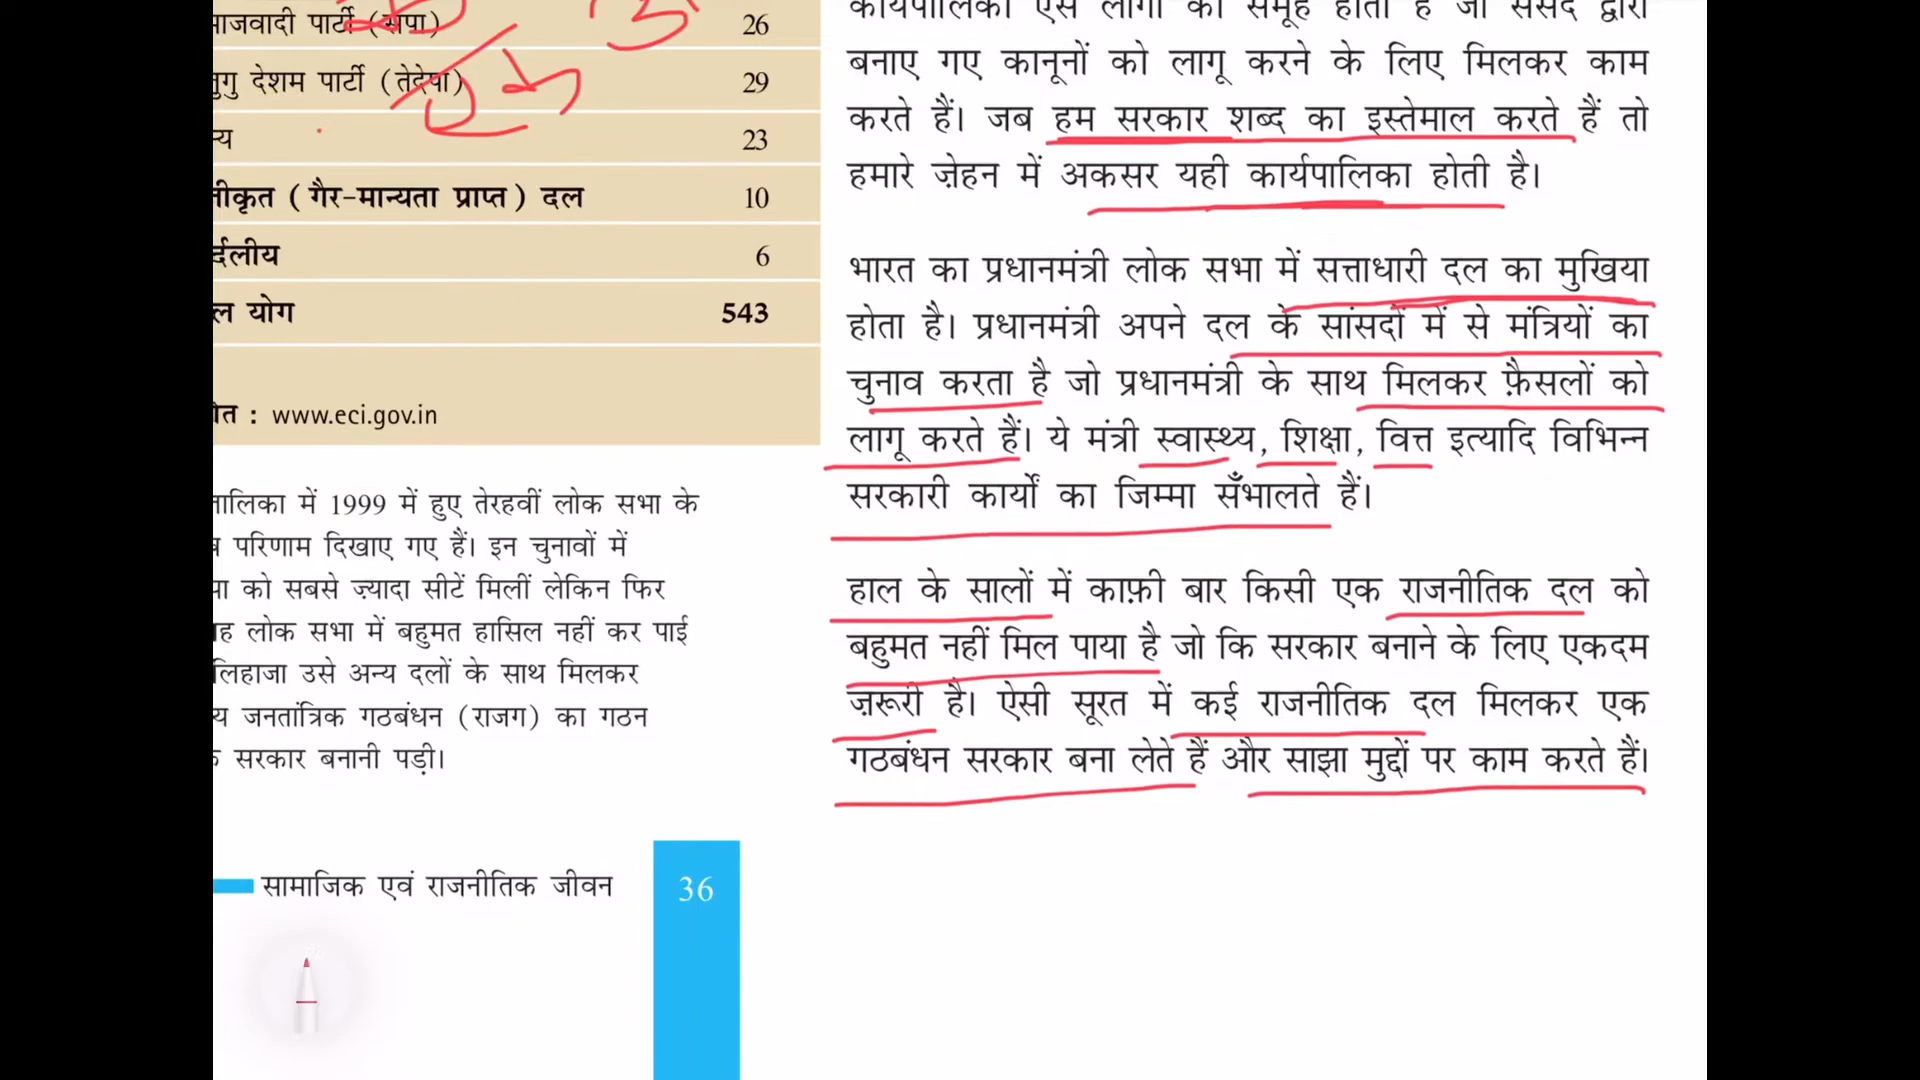 माजवादी पार्टी (सपा) 26
लुगु देशम पार्टी (तेदेपा) 29
न्य 23
नीकृत (गैर-मान्यता प्राप्त) दल 10
र्दलीय 6
ल योग 543
www.eci.gov.in
तालिका में 1999 में हुए तेरहवीं लोक सभा के
परिणाम दिखाए गए हैं। इन चुनावों में
को सबसे ज़्यादा सीटें मिलीं लेकिन फिर
लोक सभा में बहुमत हासिल नहीं कर पाई
लिहाजा उसे अन्य दलों के साथ मिलकर
य जनतांत्रिक गठबंधन (राजग) का गठन
सरकार बनानी पड़ी।
सामाजिक एवं राजनीतिक जीवन 36
कार्यपालिका ऐसे लोगों का समूह होती है जो संसद द्वारा
बनाए गए कानूनों को लागू करने के लिए मिलकर काम
करते हैं। जब हम सरकार शब्द का इस्तेमाल करते हैं तो
हमारे ज़ेहन में अकसर यही कार्यपालिका होती है।
भारत का प्रधानमंत्री लोक सभा में सत्ताधारी दल का मुखिया
होता है। प्रधानमंत्री अपने दल के सांसदों में से मंत्रियों का
चुनाव करता है जो प्रधानमंत्री के साथ मिलकर फ़ैसलों को
लागू करते हैं। ये मंत्री स्वास्थ्य, शिक्षा, वित्त इत्यादि विभिन्न
सरकारी कार्यों का जिम्मा सँभालते हैं।
हाल के सालों में काफ़ी बार किसी एक राजनीतिक दल को
बहुमत नहीं मिल पाया है जो कि सरकार बनाने के लिए एकदम
ज़रूरी है। ऐसी सूरत में कई राजनीतिक दल मिलकर एक
गठबंधन सरकार बना लेते हैं और साझा मुद्दों पर काम करते हैं।